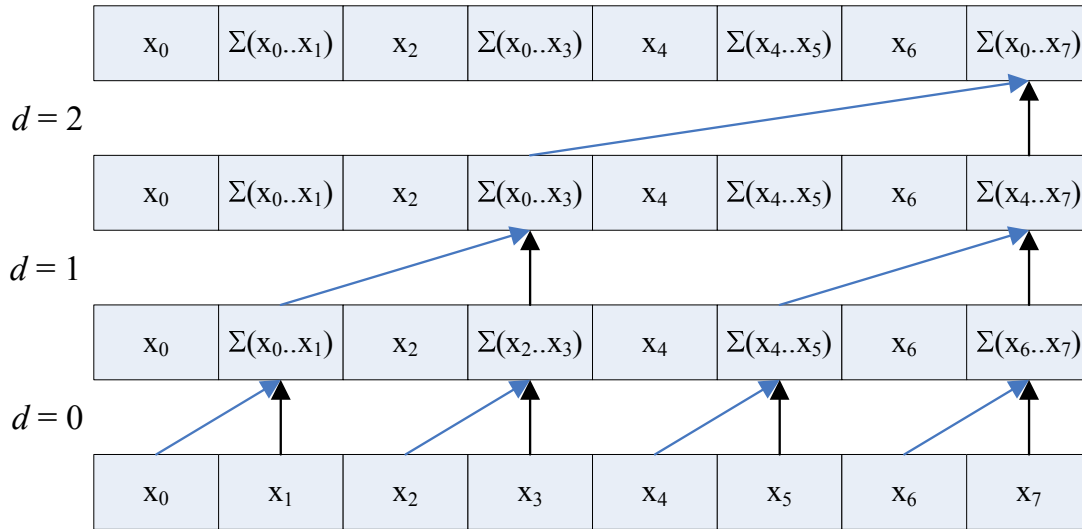 x₀ Σ(x₀..x₁) x₂ Σ(x₀..x₃) x₄ Σ(x₄..x₅) x₆ Σ(x₀..x₇)
d = 2
x₀ Σ(x₀..x₁) x₂ Σ(x₀..x₃) x₄ Σ(x₄..x₅) x₆ Σ(x₄..x₇)
d = 1
x₀ Σ(x₀..x₁) x₂ Σ(x₂..x₃) x₄ Σ(x₄..x₅) x₆ Σ(x₆..x₇)
d = 0
x₀ x₁ x₂ x₃ x₄ x₅ x₆ x₇